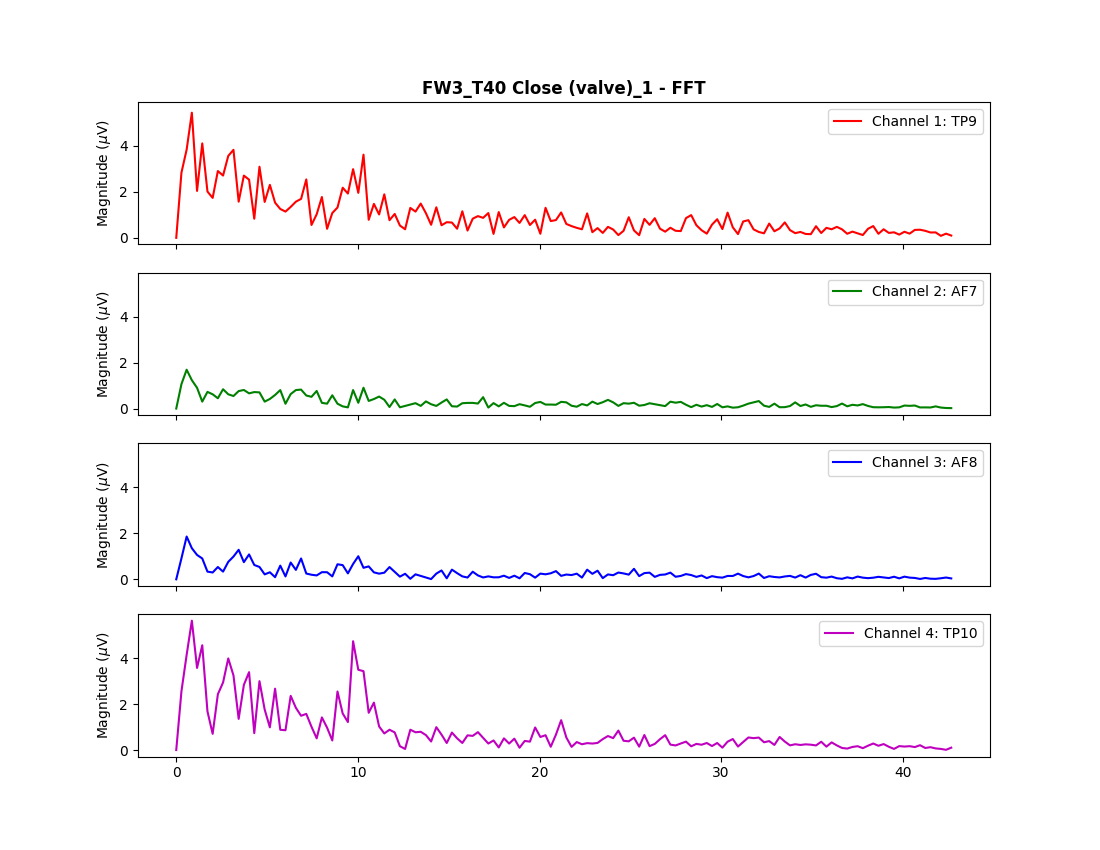 FW3_T40 Close (valve)_1 - FFT
Magnitude (μV)
4
2
0
Channel 1: TP9
Magnitude (μV)
4
2
0
Channel 2: AF7
Magnitude (μV)
4
2
0
Channel 3: AF8
Magnitude (μV)
4
2
0
Channel 4: TP10
0 10 20 30 40